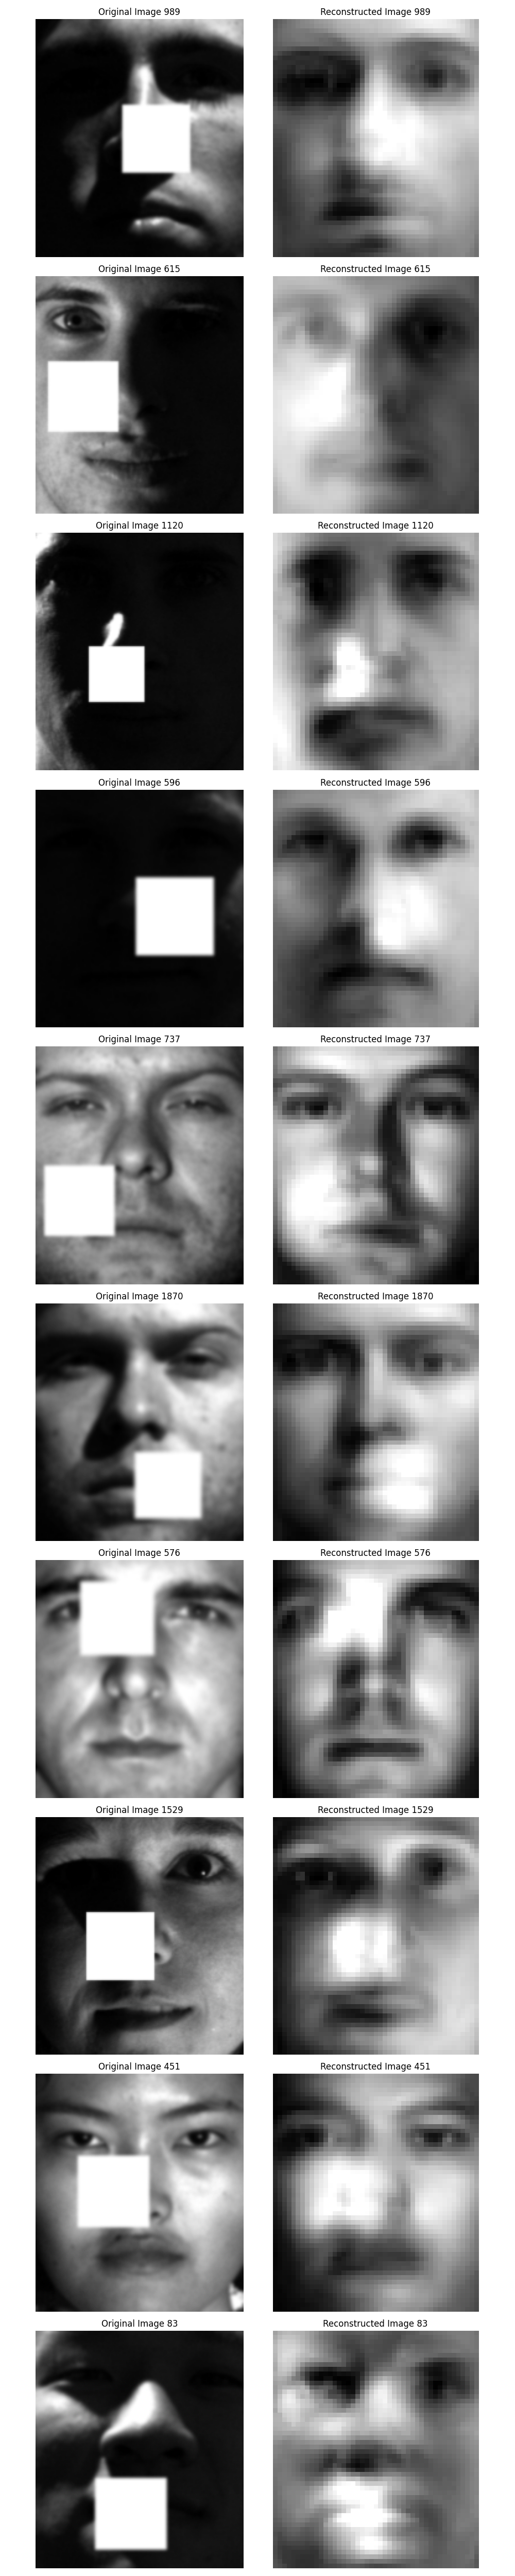 Original Image 989
Reconstructed Image 989
Original Image 615
Reconstructed Image 615
Original Image 1120
Reconstructed Image 1120
Original Image 596
Reconstructed Image 596
Original Image 737
Reconstructed Image 737
Original Image 1870
Reconstructed Image 1870
Original Image 576
Reconstructed Image 576
Original Image 1529
Reconstructed Image 1529
Original Image 451
Reconstructed Image 451
Original Image 83
Reconstructed Image 83